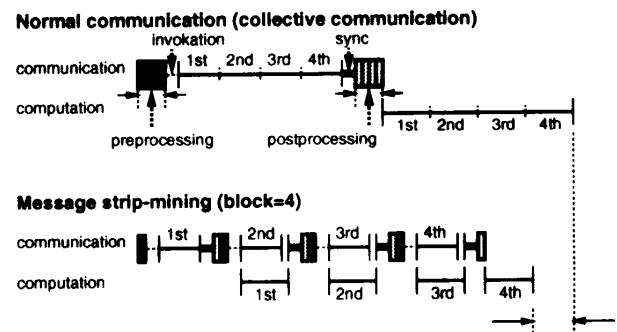 Normal communication (collective communication)
invokation sync
communication 1st 2nd 3rd 4th
computation
1st 2nd 3rd 4th
preprocessing postprocessing
Message strip-mining (block=4)
communication 1st 2nd 3rd 4th
computation
1st 2nd 3rd 4th